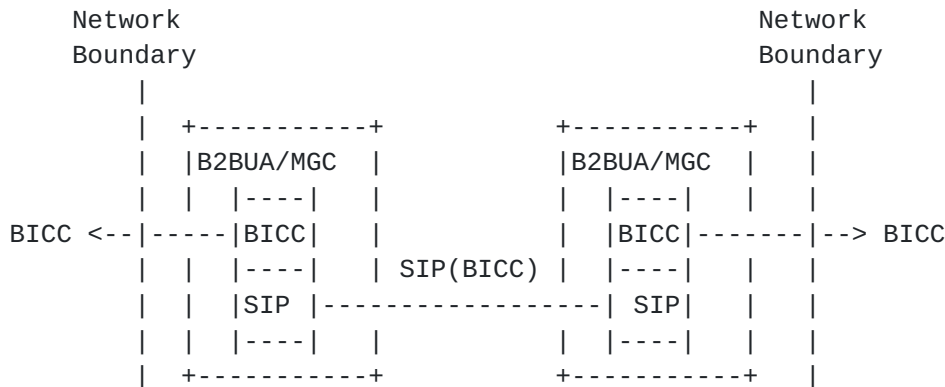 Network Network
Boundary Boundary
B2BUA/MGC B2BUA/MGC
BICC <-- BICC BICC --> BICC
SIP(BICC)
SIP SIP